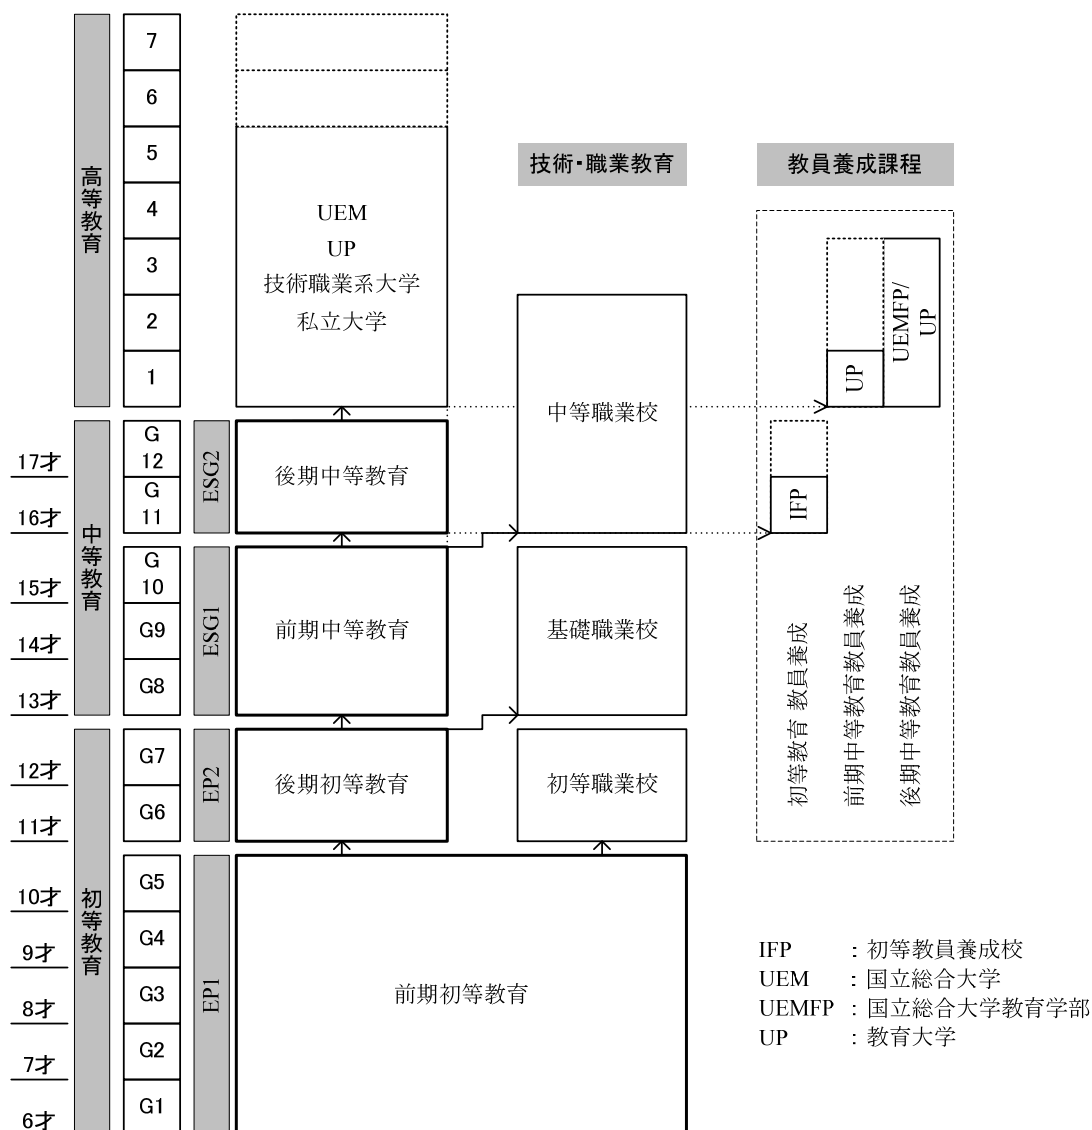 7
6
5
4
3
2
1
高等教育
UEM
UP
技術職業系大学
私立大学
技術・職業教育
教員養成課程
UP
UEMFP/
UP
IFP
中等職業校
17才
16才
15才
14才
13才
中等教育
G
12
G
11
G
10
G9
G8
ESG2
ESG1
後期中等教育
前期中等教育
基礎職業校
初等教育 教員養成
前期中等教育教員養成
後期中等教育教員養成
12才
11才
10才
9才
8才
7才
6才
初等教育
G7
G6
G5
G4
G3
G2
G1
EP2
EP1
後期初等教育
初等職業校
前期初等教育
IFP : 初等教員養成校
UEM : 国立総合大学
UEMFP : 国立総合大学教育学部
UP : 教育大学